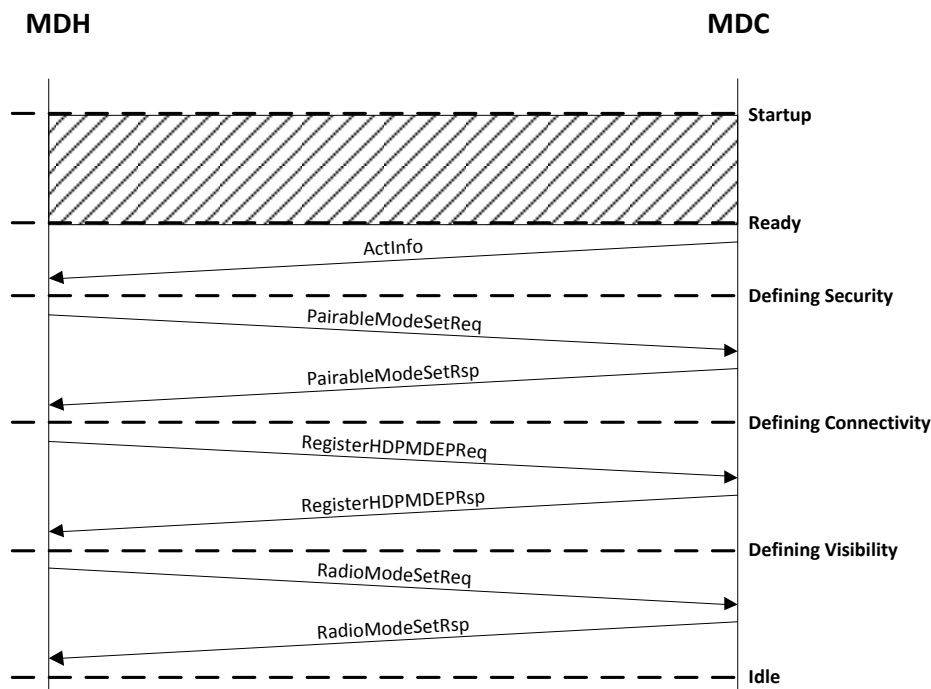 MDH
MDC
Startup
Ready
ActInfo
Defining Security
PairableModeSetReq
PairableModeSetRsp
Defining Connectivity
RegisterHDPMDEPReq
RegisterHDPMDEPRsp
Defining Visibility
RadioModeSetReq
RadioModeSetRsp
Idle